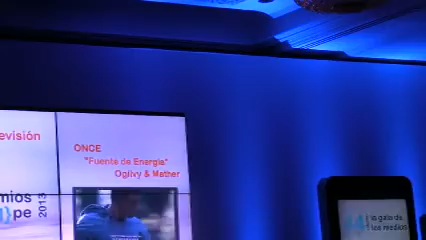 evisión
ONCE
"Fuente de Energía"
Ogilvy & Mather
mios
pe
2013
la gala de
los medios